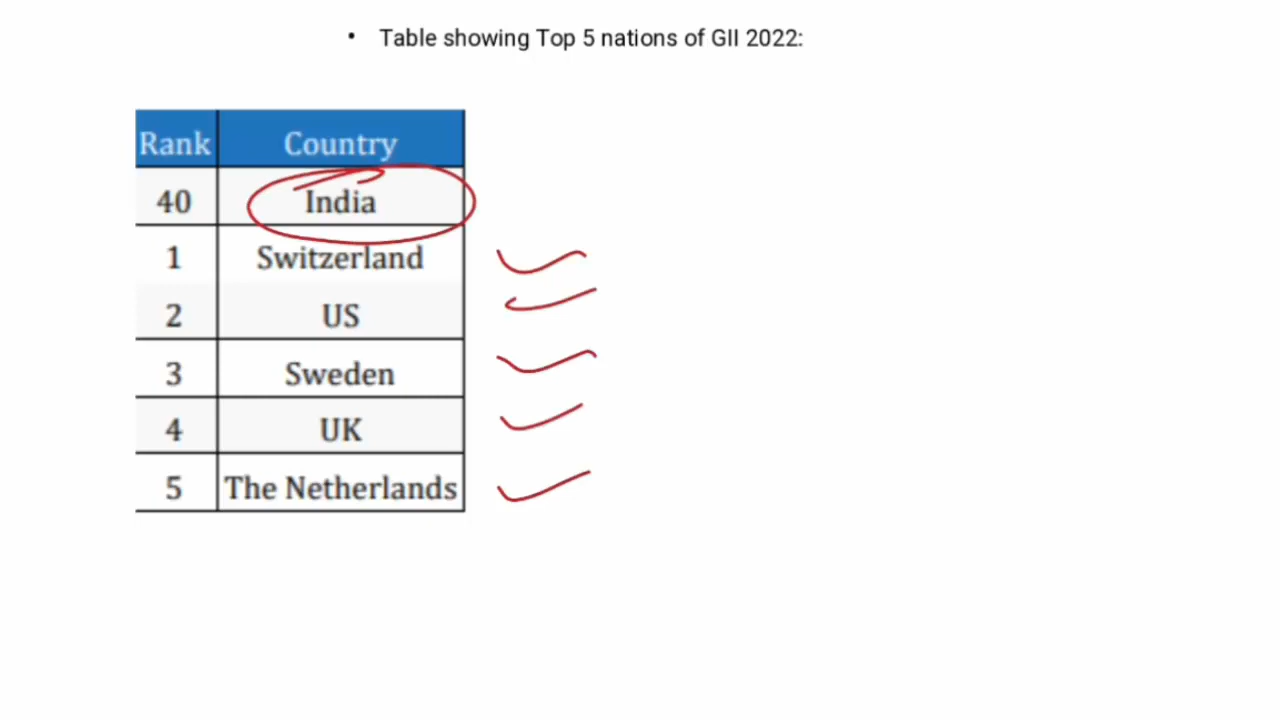 • Table showing Top 5 nations of GII 2022:
Rank Country
40 India
1 Switzerland
2 US
3 Sweden
4 UK
5 The Netherlands